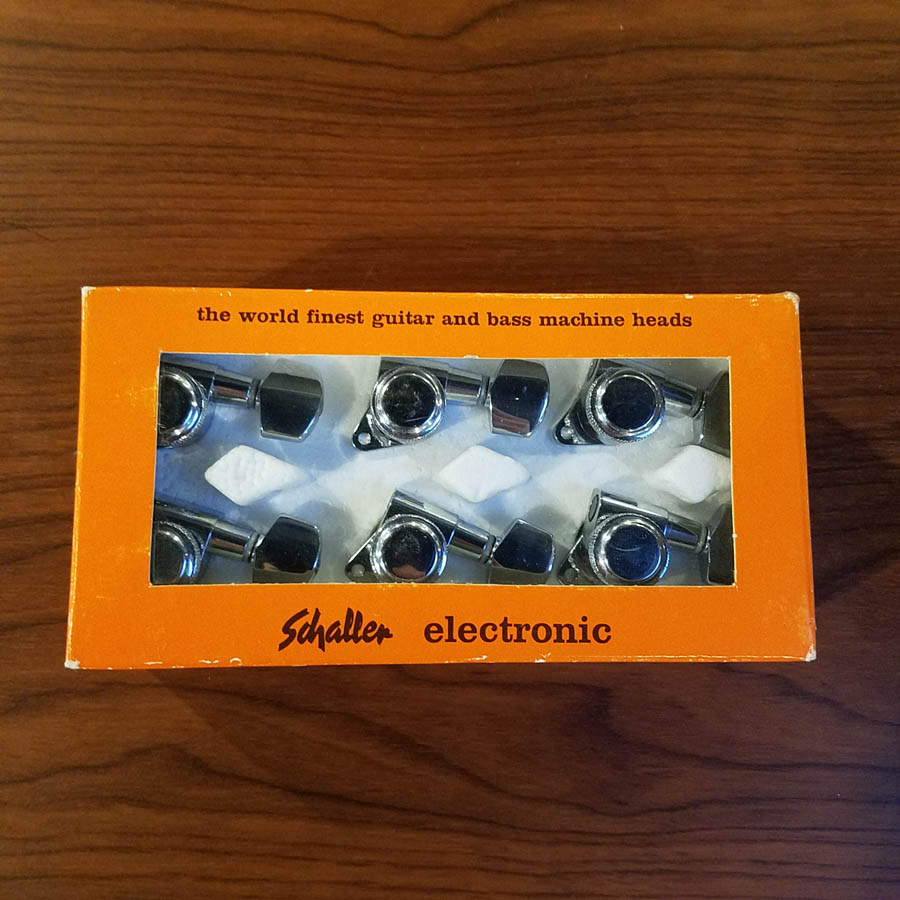 the world finest guitar and bass machine heads
Schaller electronic